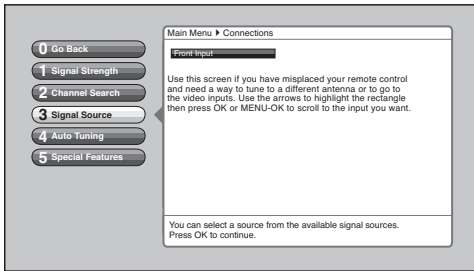 Main Menu ▶ Connections
0 Go Back
1 Signal Strength
2 Channel Search
3 Signal Source
4 Auto Tuning
5 Special Features
Front Input
Use this screen if you have misplaced your remote control
and need a way to tune to a different antenna or to go to
the video inputs. Use the arrows to highlight the rectangle
then press OK or MENU-OK to scroll to the input you want.
You can select a source from the available signal sources.
Press OK to continue.